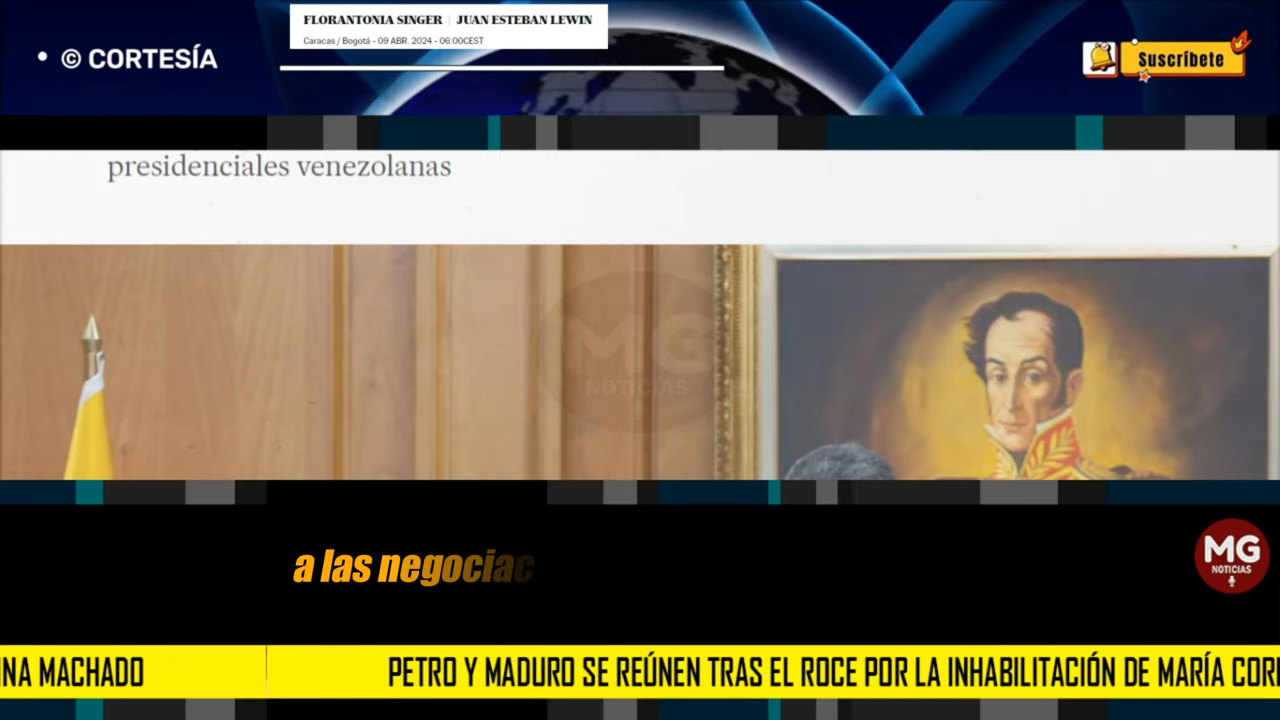 FLORANTONIA SINGER | JUAN ESTEBAN LEWIN
Caracas / Bogotá - 09 ABR. 2024 - 06:00CEST
• © CORTESÍA
Suscríbete
presidenciales venezolanas
MG
NOTICIAS
a las negociac
MG
NOTICIAS
INA MACHADO
PETRO Y MADURO SE REÚNEN TRAS EL ROCE POR LA INHABILITACIÓN DE MARÍA CORI